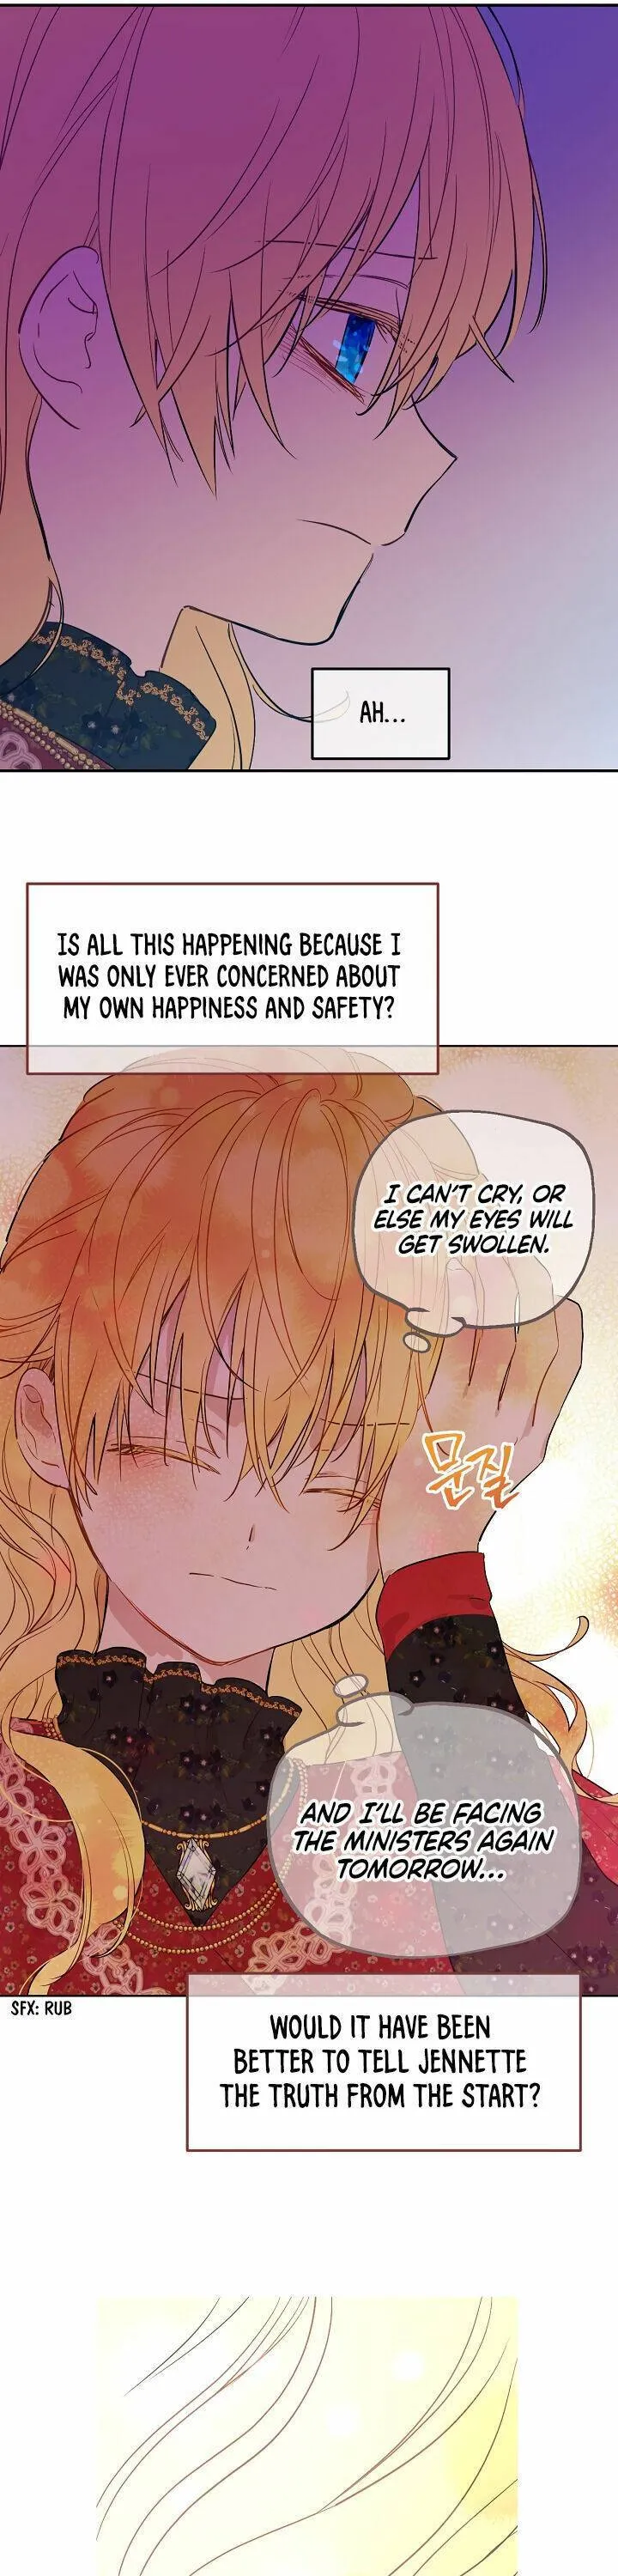 AH...
IS ALL THIS HAPPENING BECAUSE I
WAS ONLY EVER CONCERNED ABOUT
MY OWN HAPPINESS AND SAFETY?
I CAN'T CRY, OR
ELSE MY EYES WILL
GET SWOLLEN.
문질
AND I'LL BE FACING
THE MINISTERS AGAIN
TOMORROW...
SFX: RUB
WOULD IT HAVE BEEN
BETTER TO TELL JENNETTE
THE TRUTH FROM THE START?